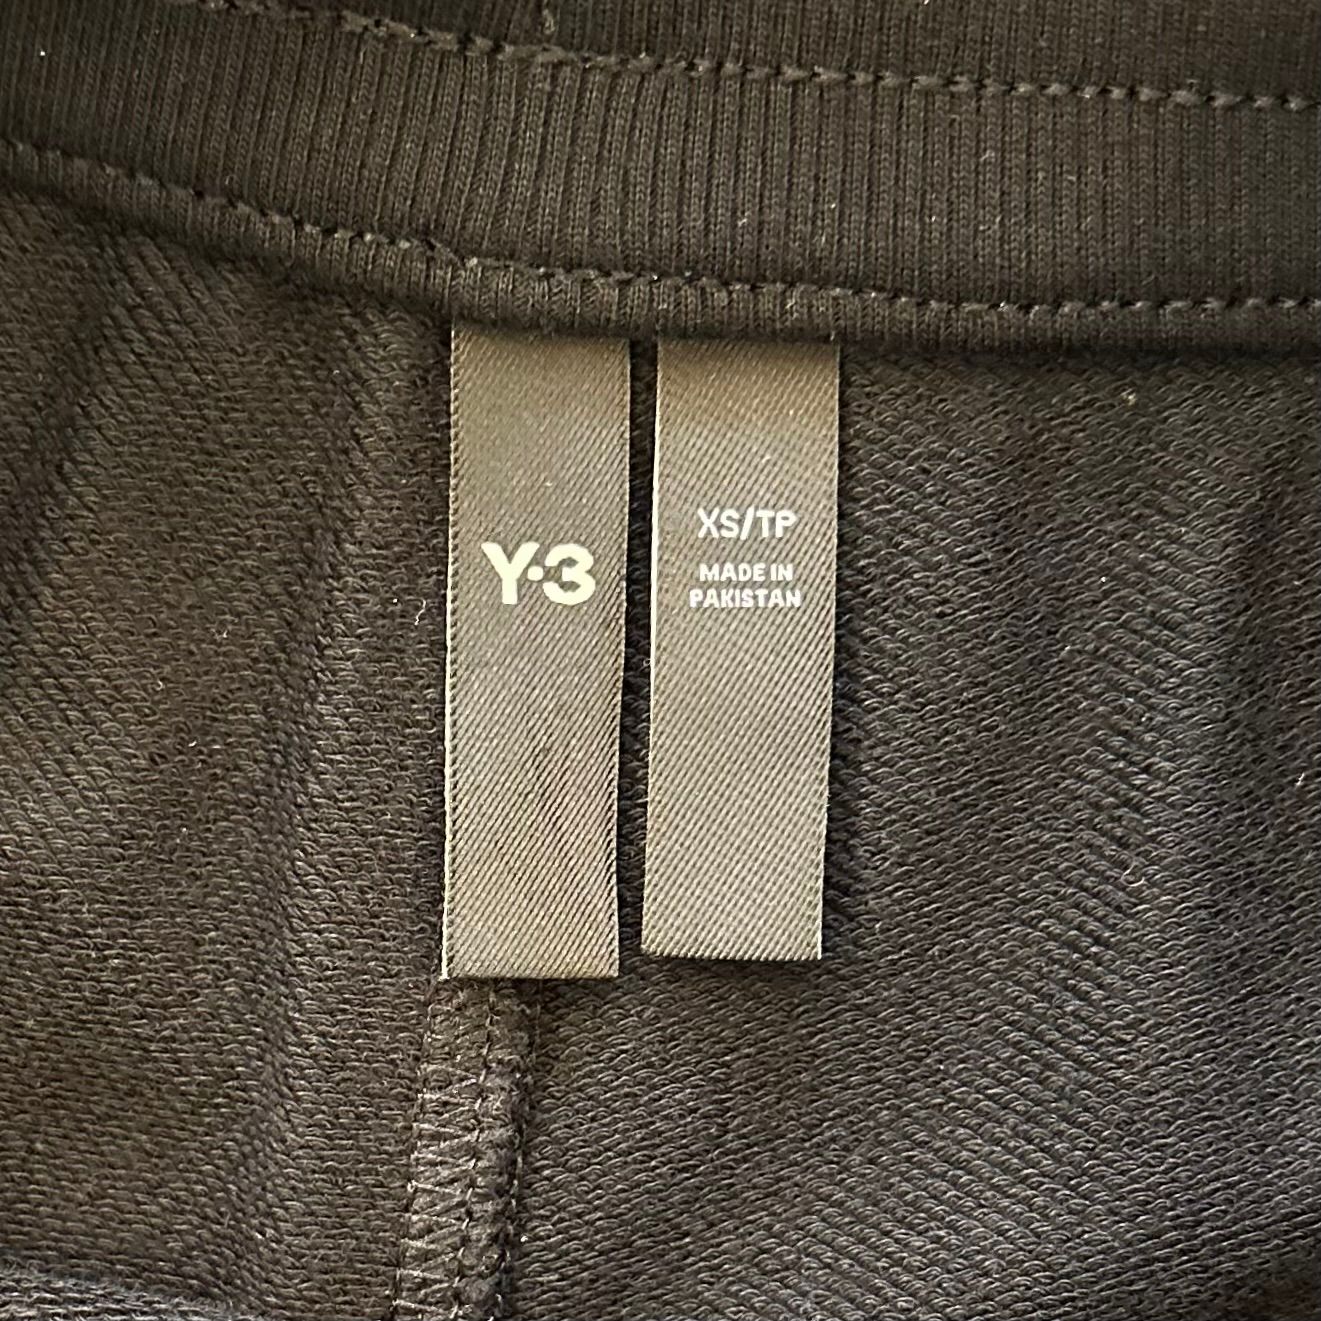 Y·3
XS/TP
MADE IN
PAKISTAN